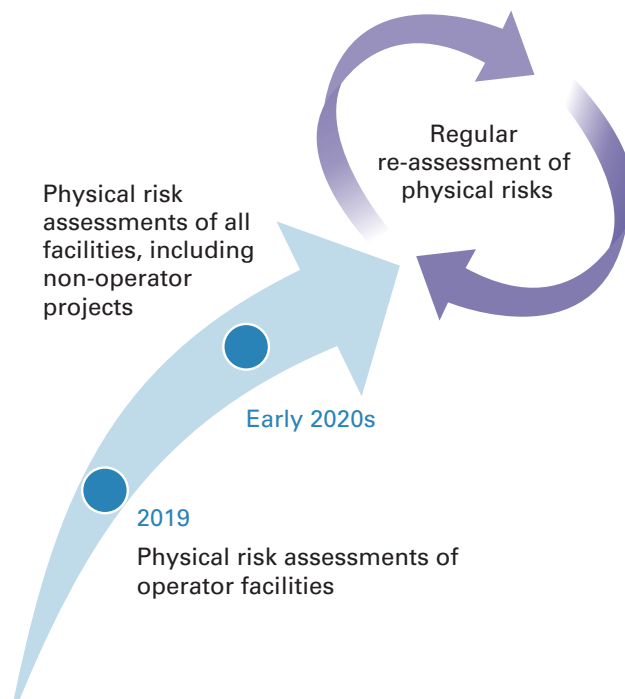 Regular
re-assessment of
physical risks
Physical risk
assessments of all
facilities, including
non-operator
projects
Early 2020s
2019
Physical risk assessments of
operator facilities